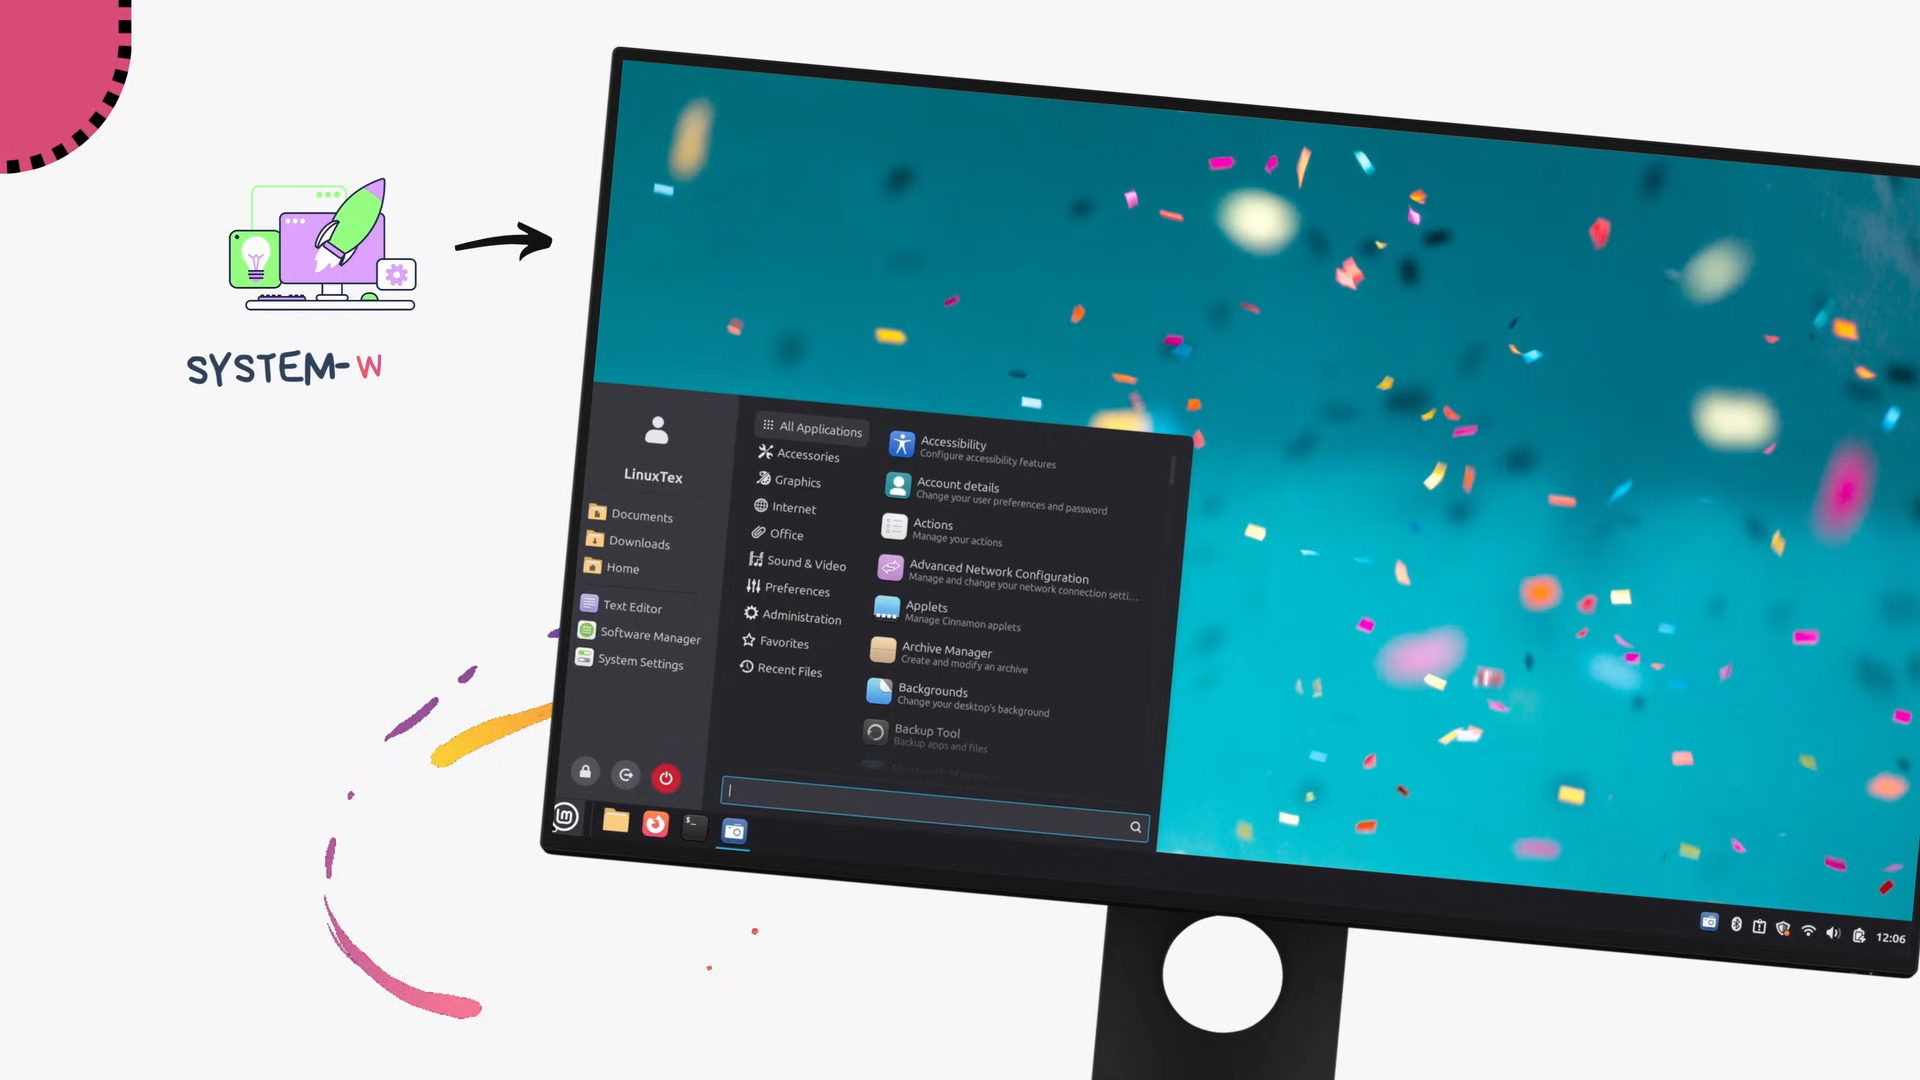 SYSTEM-W
LinuxTex
Documents
Downloads
Home
Text Editor
Software Manager
System Settings
All Applications
Accessories
Graphics
Internet
Office
Sound & Video
Preferences
Administration
Favorites
Recent Files
Accessibility
Configure accessibility features
Account details
Change your user preferences and password
Actions
Manage your actions
Advanced Network Configuration
Manage and change your network connection setti...
Applets
Manage Cinnamon applets
Archive Manager
Create and modify an archive
Backgrounds
Change your desktop's background
Backup Tool
Backup apps and files
$_
12:06